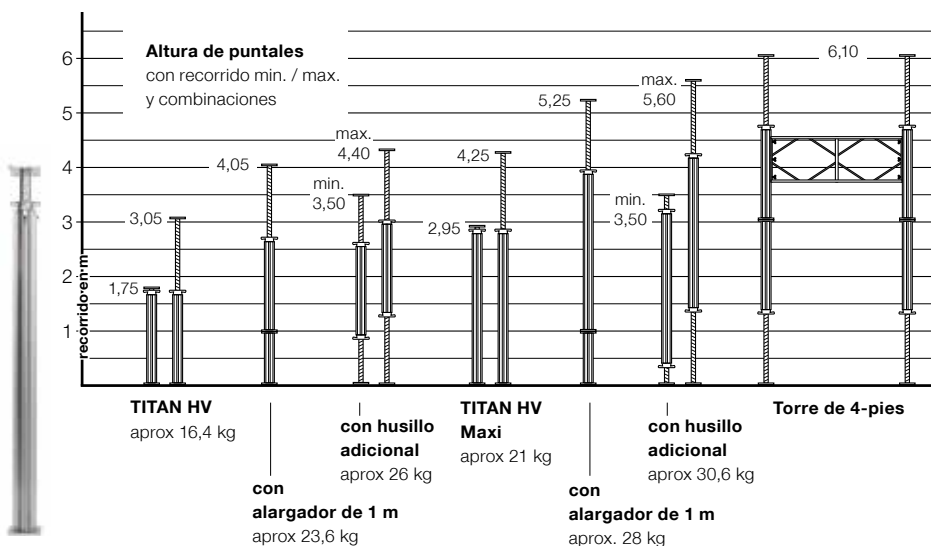 Altura de puntales
con recorrido min. / max.
y combinaciones
6
5
4
3
2
1
recorrido·en·m
1,75
3,05
4,05
min.
3,50
max.
4,40
2,95
4,25
5,25
min.
3,50
max.
5,60
6,10
TITAN HV
aprox 16,4 kg
con
alargador de 1 m
aprox 23,6 kg
con husillo
adicional
aprox 26 kg
TITAN HV
Maxi
aprox 21 kg
con
alargador de 1 m
aprox. 28 kg
con husillo
adicional
aprox 30,6 kg
Torre de 4-pies